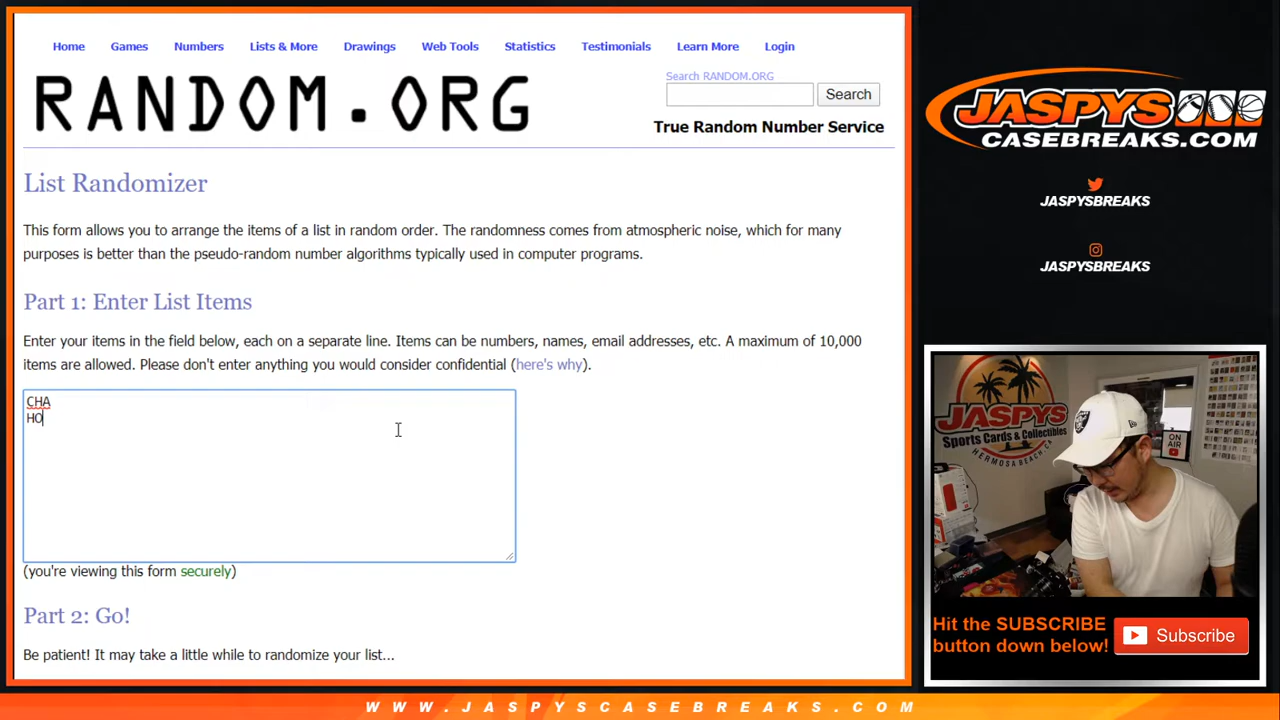 Home Games Numbers Lists & More Drawings Web Tools Statistics Testimonials Learn More Login
RANDOM.ORG
Search RANDOM.ORG
Search
True Random Number Service
List Randomizer
This form allows you to arrange the items of a list in random order. The randomness comes from atmospheric noise, which for many
purposes is better than the pseudo-random number algorithms typically used in computer programs.
Part 1: Enter List Items
Enter your items in the field below, each on a separate line. Items can be numbers, names, email addresses, etc. A maximum of 10,000
items are allowed. Please don't enter anything you would consider confidential (here's why).
CHA
HO
(you're viewing this form securely)
Part 2: Go!
Be patient! It may take a little while to randomize your list...
JASPYS
CASEBREAKS.COM
JASPYSBREAKS
JASPYSBREAKS
JASPYS
Sports Cards & Collectibles
HERMOSA BEACH, CA
ON AIR
Hit the SUBSCRIBE
button down below!
Subscribe
WWW.JASPYSCASEBREAKS.COM